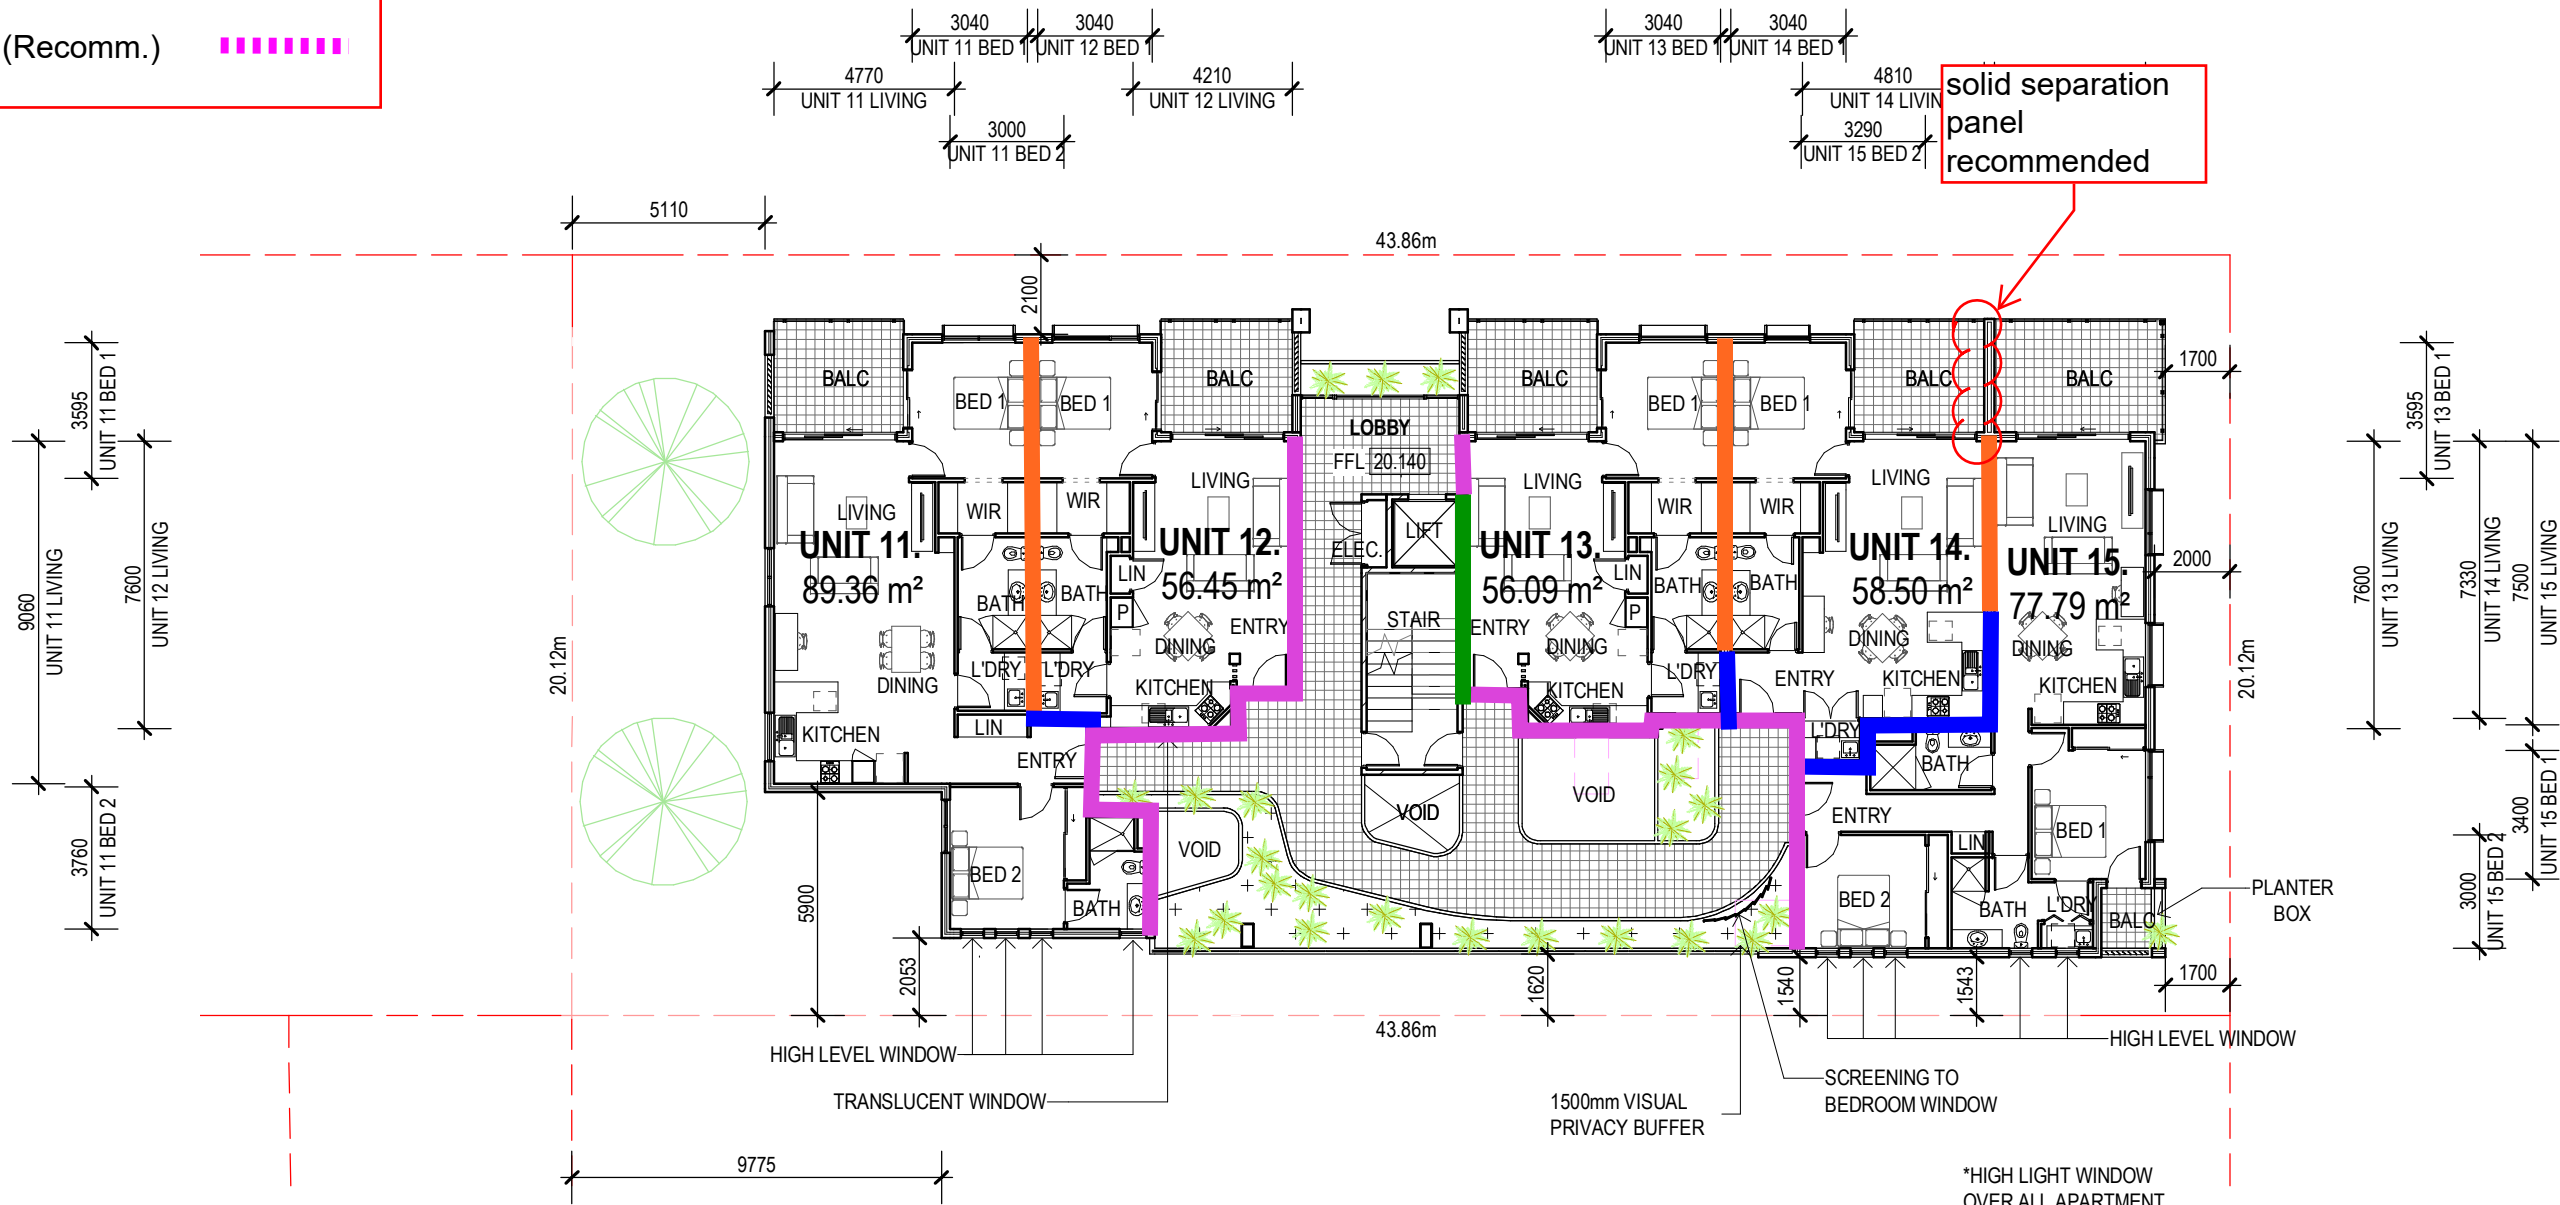 (Recomm.)
3040
UNIT 11 BED 1
3040
UNIT 12 BED 1
3040
UNIT 13 BED 1
3040
UNIT 14 BED 1
4770
UNIT 11 LIVING
4210
UNIT 12 LIVING
4810
UNIT 14 LIVIN
3000
UNIT 11 BED 2
3290
UNIT 15 BED 2
solid separation
panel
recommended
5110
43.86m
2100
1700
3595
UNIT 11 BED 1
9060
UNIT 11 LIVING
7600
UNIT 12 LIVING
3760
UNIT 11 BED 2
20.12m
BALC
BED 1
BED 1
BALC
LOBBY
FFL 20.140
BALC
BED 1
BED 1
BALC
BALC
LIVING
WIR
WIR
LIVING
ELEC.
LIFT
LIVING
WIR
WIR
LIVING
LIVING
UNIT 11.
89.36 m²
UNIT 12.
56.45 m²
UNIT 13.
56.09 m²
UNIT 14.
58.50 m²
UNIT 15.
77.79 m²
BATH
BATH
LIN
P
STAIR
LIN
P
BATH
BATH
ENTRY
ENTRY
DINING
L'DRY
L'DRY
DINING
KITCHEN
DINING
KITCHEN
L'DRY
ENTRY
DINING
KITCHEN
DINING
KITCHEN
KITCHEN
LIN
ENTRY
L'DRY
BATH
VOID
VOID
VOID
ENTRY
BED 2
BATH
BED 2
LIN
BATH
L'DRY
BED 1
BALC
2000
20.12m
3595
UNIT 13 BED 1
7600
UNIT 13 LIVING
7330
UNIT 14 LIVING
7500
UNIT 15 LIVING
3400
UNIT 15 BED 1
3000
UNIT 15 BED 2
PLANTER
BOX
1700
5900
2053
1620
1540
1543
43.86m
HIGH LEVEL WINDOW
TRANSLUCENT WINDOW
HIGH LEVEL WINDOW
SCREENING TO
BEDROOM WINDOW
1500mm VISUAL
PRIVACY BUFFER
9775
*HIGH LIGHT WINDOW
OVER ALL APARTMENT